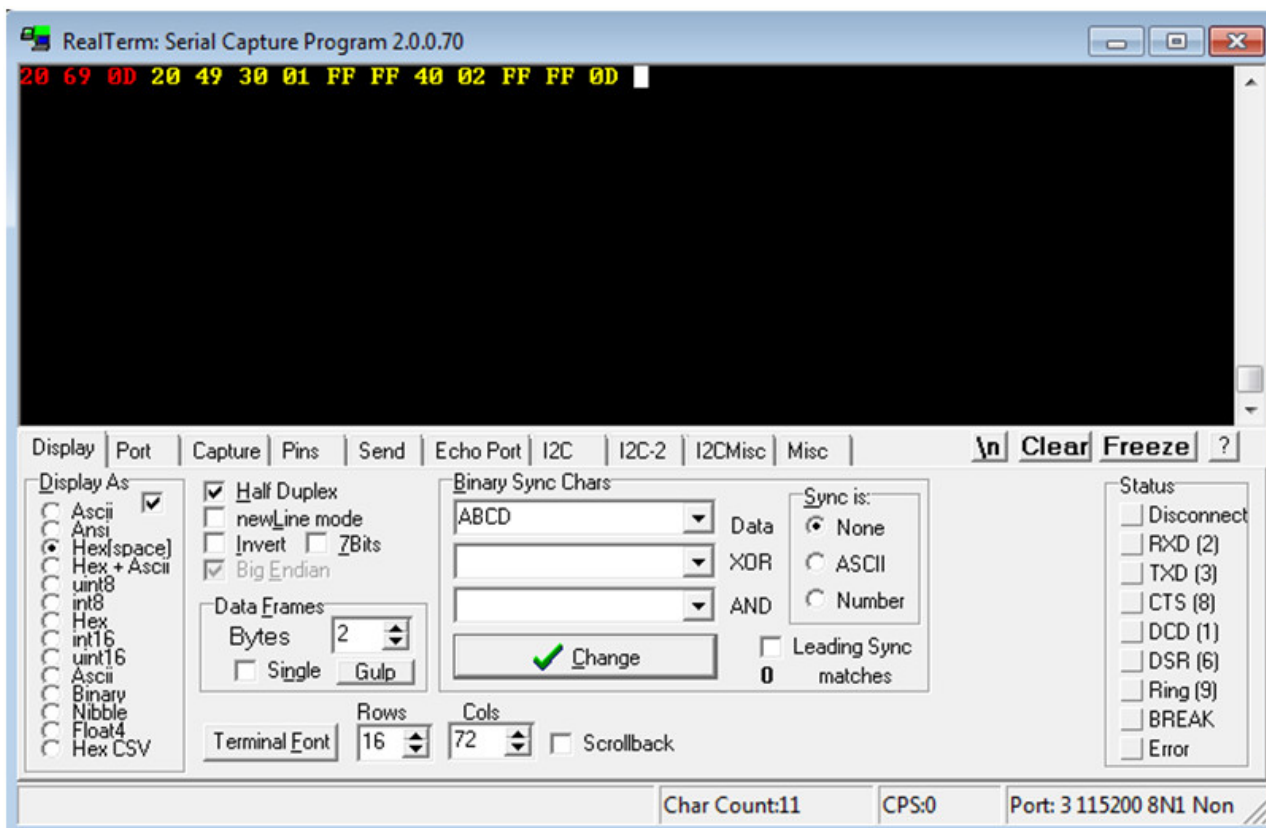 RealTerm: Serial Capture Program 2.0.0.70
20 69 0D 20 49 30 01 FF FF 40 02 FF FF 0D
Display Port Capture Pins Send Echo Port I2C I2C-2 I2CMisc Misc \n Clear Freeze ?
Display As
Ascii
Ansi
Hex[space]
Hex + Ascii
uint8
int8
Hex
int16
uint16
Ascii
Binary
Nibble
Float4
Hex CSV
Half Duplex
newLine mode
Invert 7Bits
Big Endian
Data Frames
Bytes 2
Single Gulp
Binary Sync Chars
ABCD Data
XOR
AND
Change
Sync is:
None
ASCII
Number
Leading Sync
0 matches
Rows Cols
Terminal Font 16 72 Scrollback
Status
Disconnect
RXD (2)
TXD (3)
CTS (8)
DCD (1)
DSR (6)
Ring (9)
BREAK
Error
Char Count:11 CPS:0 Port: 3 115200 8N1 Non